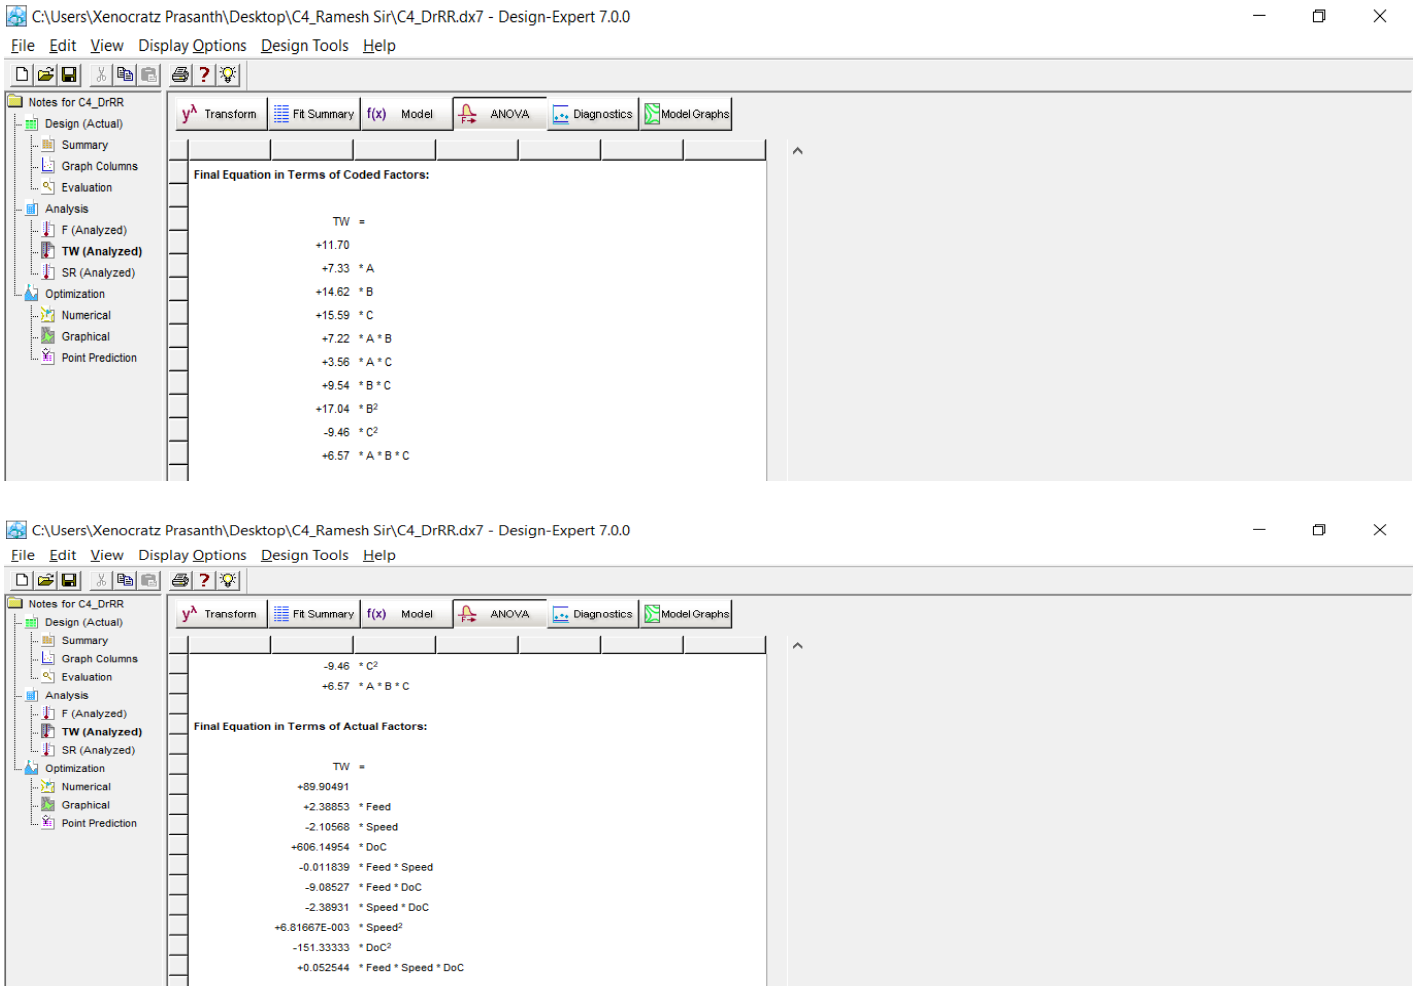 C:\Users\Xenocratz Prasanth\Desktop\C4_Ramesh Sir\C4_DrRR.dx7 - Design-Expert 7.0.0
File Edit View Display Options Design Tools Help
Notes for C4_DrRR
Design (Actual)
Summary
Graph Columns
Evaluation
Analysis
F (Analyzed)
TW (Analyzed)
SR (Analyzed)
Optimization
Numerical
Graphical
Point Prediction
yλ Transform Fit Summary f(x) Model ANOVA Diagnostics Model Graphs
Final Equation in Terms of Coded Factors:
TW =
+11.70
+7.33 * A
+14.62 * B
+15.59 * C
+7.22 * A * B
+3.56 * A * C
+9.54 * B * C
+17.04 * B²
-9.46 * C²
+6.57 * A * B * C
C:\Users\Xenocratz Prasanth\Desktop\C4_Ramesh Sir\C4_DrRR.dx7 - Design-Expert 7.0.0
File Edit View Display Options Design Tools Help
Notes for C4_DrRR
Design (Actual)
Summary
Graph Columns
Evaluation
Analysis
F (Analyzed)
TW (Analyzed)
SR (Analyzed)
Optimization
Numerical
Graphical
Point Prediction
yλ Transform Fit Summary f(x) Model ANOVA Diagnostics Model Graphs
-9.46 * C²
+6.57 * A * B * C
Final Equation in Terms of Actual Factors:
TW =
+89.90491
+2.38853 * Feed
-2.10568 * Speed
+606.14954 * DoC
-0.011839 * Feed * Speed
-9.08527 * Feed * DoC
-2.38931 * Speed * DoC
+6.81667E-003 * Speed²
-151.33333 * DoC²
+0.052544 * Feed * Speed * DoC